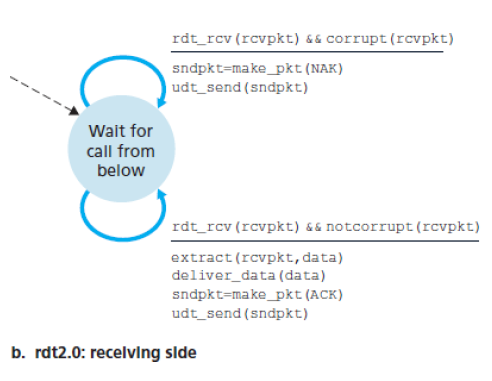 rdt_rcv(rcvpkt) && corrupt(rcvpkt)
sndpkt=make_pkt(NAK)
udt_send(sndpkt)
Wait for
call from
below
rdt_rcv(rcvpkt) && notcorrupt(rcvpkt)
extract(rcvpkt,data)
deliver_data(data)
sndpkt=make_pkt(ACK)
udt_send(sndpkt)
b. rdt2.0: receiving side